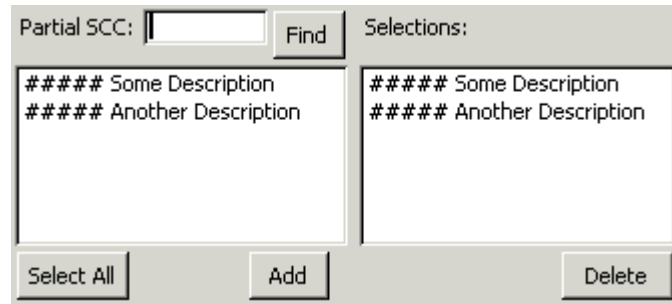 Partial SCC:
Find
Selections:
##### Some Description
##### Another Description
##### Some Description
##### Another Description
Select All
Add
Delete